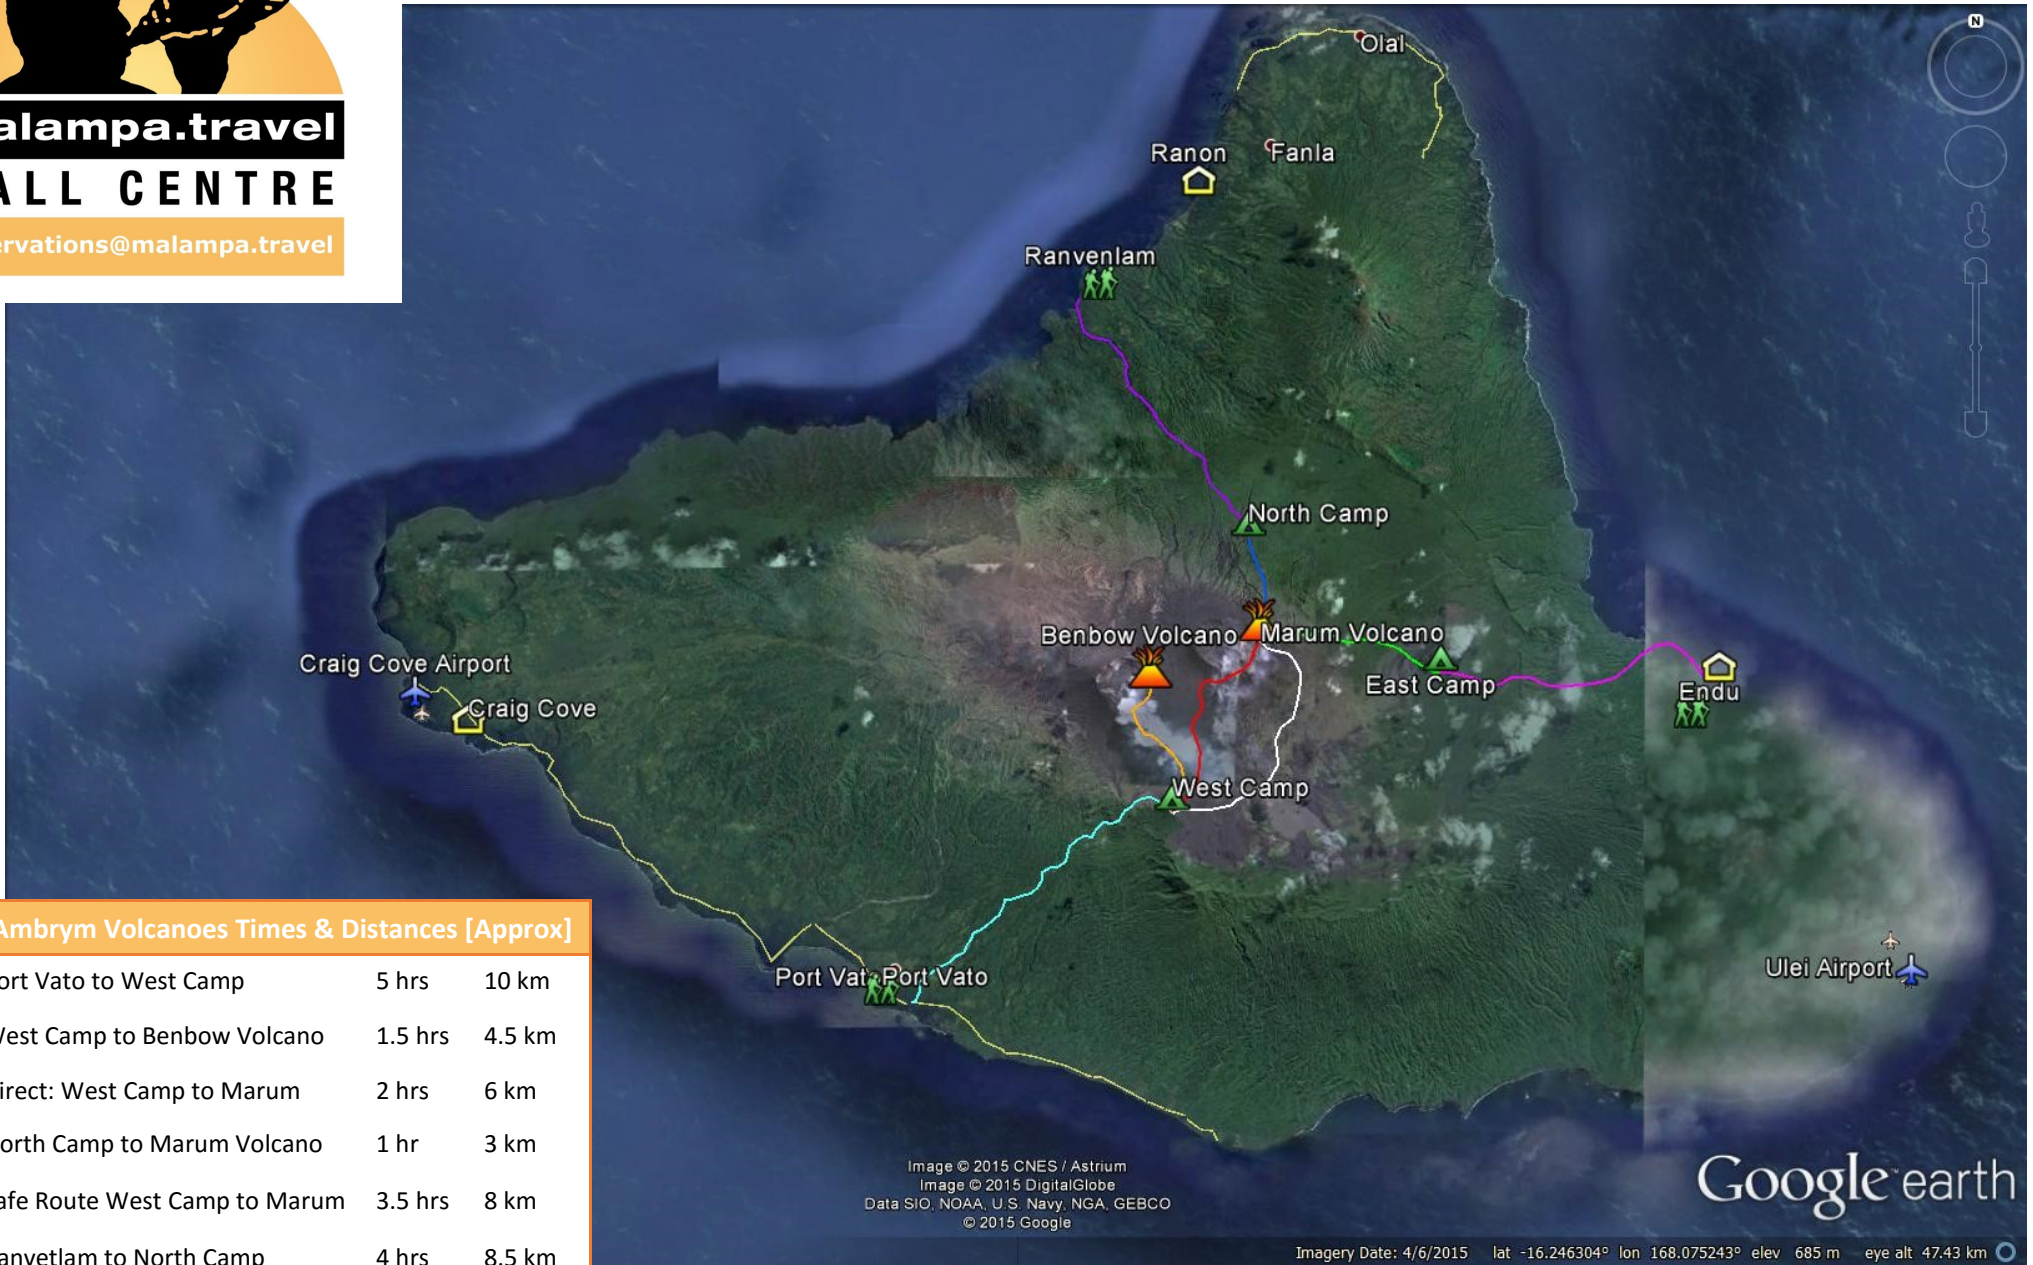 alampa.travel
ALL CENTRE
ervations@malampa.travel
N
Olal
Ranon
Fanla
Ranvenlam
North Camp
Benbow Volcano
Marum Volcano
Craig Cove Airport
East Camp
Endu
Craig Cove
West Camp
Ulei Airport
Port Vat
Port Vato
Ambrym Volcanoes Times & Distances [Approx]
ort Vato to West Camp 5 hrs 10 km
West Camp to Benbow Volcano 1.5 hrs 4.5 km
irect: West Camp to Marum 2 hrs 6 km
orth Camp to Marum Volcano 1 hr 3 km
afe Route West Camp to Marum 3.5 hrs 8 km
anvetlam to North Camp 4 hrs 8.5 km
Image © 2015 CNES / Astrium
Image © 2015 DigitalGlobe
Data SIO, NOAA, U.S. Navy, NGA, GEBCO
© 2015 Google
Google earth
Imagery Date: 4/6/2015 lat -16.246304° lon 168.075243° elev 685 m eye alt 47.43 km